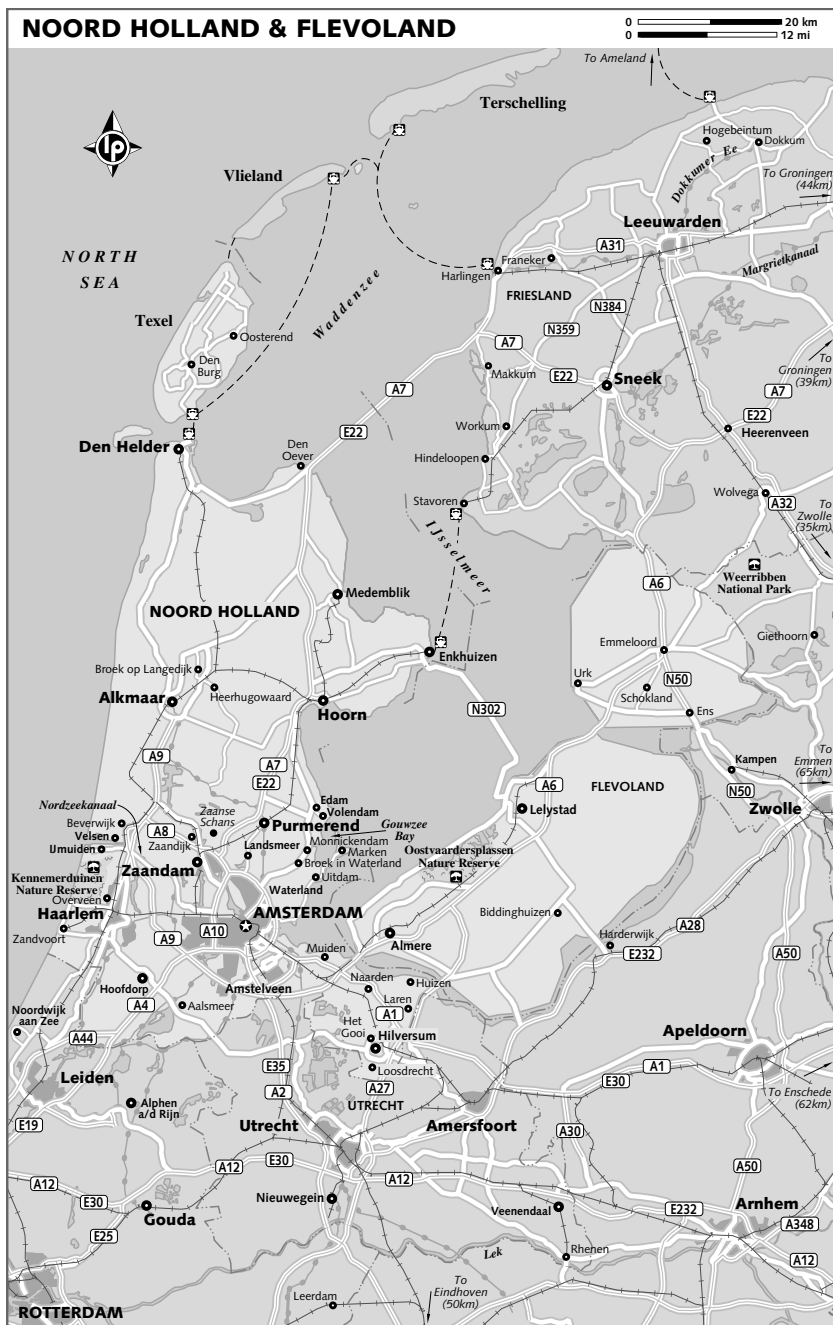 NOORD HOLLAND & FLEVOLAND
0 20 km
0 12 mi
To Ameland
Terschelling
lp
Hogebeintum
Dokkum
Dokkumer Ee
Vlieland
To Groningen
(44km)
Leeuwarden
NORTH
SEA
A31
Franeker
Harlingen
Margrietkanaal
Waddenzee
FRIESLAND
N384
Texel
N359
Oosterend
A7
Den
Burg
Makkum
E22
Sneek
To
Groningen
(39km)
A7
A7
E22
E22
Workum
Heerenveen
Den Helder
Den
Oever
Hindeloopen
Stavoren
Wolvega
A32
To
Zwolle
(35km)
IJsselmeer
A6
Weerribben
National Park
Medemblik
NOORD HOLLAND
Giethoorn
Emmeloord
Enkhuizen
Broek op Langedijk
Urk
N50
Heerhugowaard
Schokland
Alkmaar
Hoorn
N302
Ens
A9
A7
Kampen
To
Emmen
(65km)
E22
A6
FLEVOLAND
N50
Nordzeekanaal
Edam
Lelystad
Zwolle
Volendam
Zaanse
Schans
Beverwijk
Purmerend
Gouwzee
Bay
A8
Velsen
Zaandijk
Monnickendam
IJmuiden
Landsmeer
Marken
Oostvaardersplassen
Nature Reserve
Zaandam
Broek in Waterland
Kennemerduinen
Nature Reserve
Uitdam
Waterland
Overveen
Haarlem
AMSTERDAM
Biddinghuizen
A28
Zandvoort
A10
A9
Almere
Harderwijk
E232
A50
Muiden
Hoofdorp
Amstelveen
Naarden
Huizen
Noordwijk
aan Zee
A4
Aalsmeer
Laren
A1
Het
Gooi
A44
Hilversum
Apeldoorn
Leiden
E35
Loosdrecht
A1
E30
A27
Alphen
a/d Rijn
A2
UTRECHT
To Enschede
(62km)
E19
Utrecht
Amersfoort
A30
A12
E30
A50
A12
A12
E30
Nieuwegein
Veenendaal
E232
Arnhem
Gouda
A348
E25
Lek
Rhenen
A12
To
Eindhoven
(50km)
Leerdam
ROTTERDAM